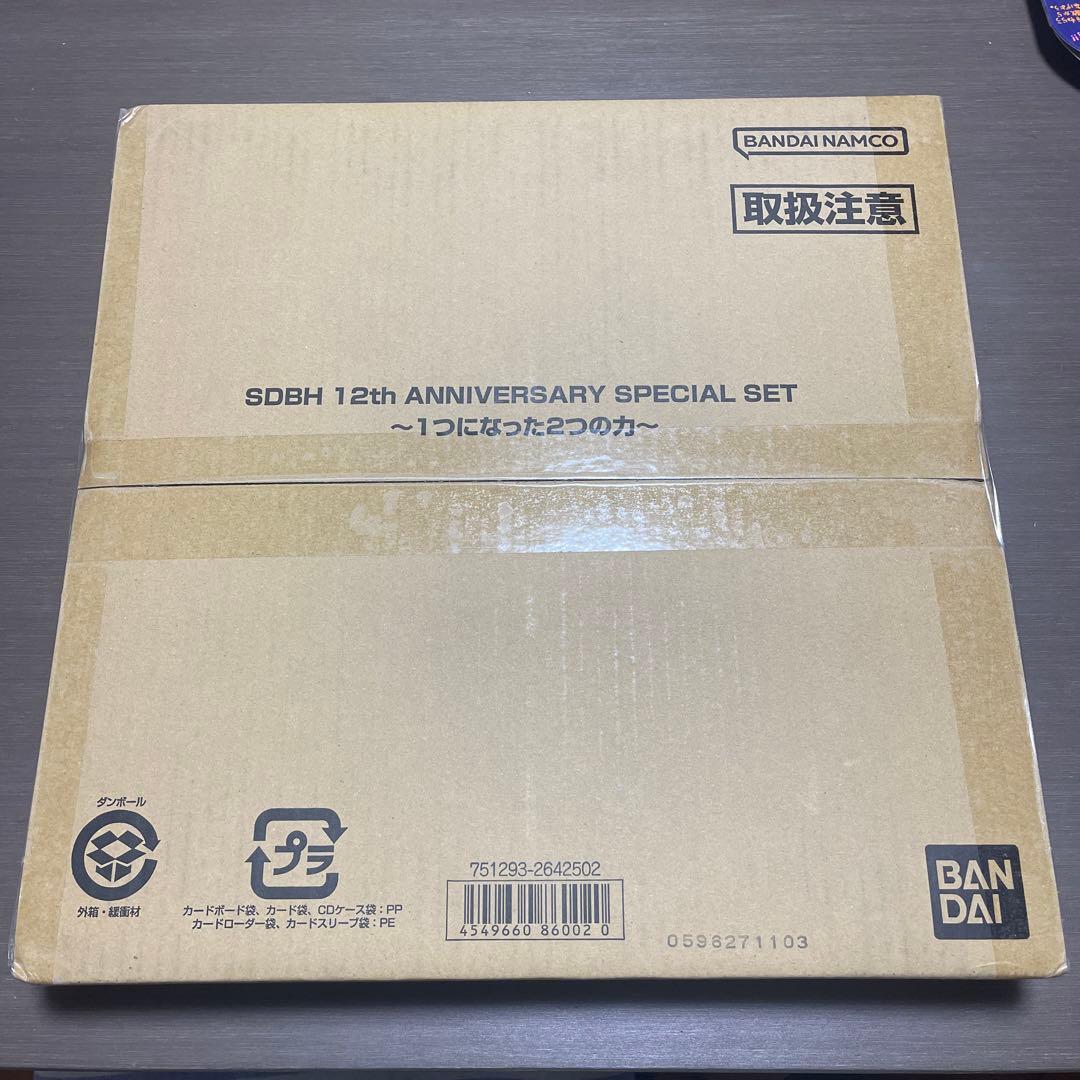 BANDAI NAMCO
取扱注意
SDBH 12th ANNIVERSARY SPECIAL SET
～1つになった2つの力～
ダンボール
外箱・緩衝材
プラ
カードボード袋、カード袋、CDケース袋：PP
カードローダー袋、カードスリーブ袋：PE
751293-2642502
4549660 86002 0
0596271103
BAN
DAI